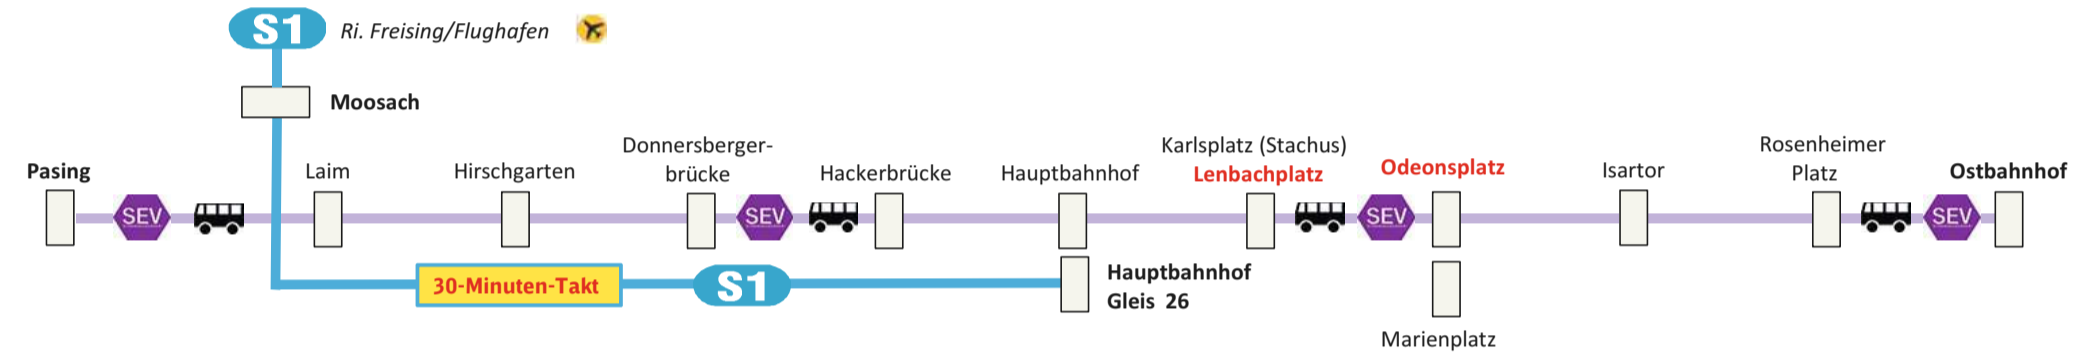 S1 Ri. Freising/Flughafen
Moosach
Pasing
SEV
Laim
Hirschgarten
Donnersberger-
brücke
SEV
Hackerbrücke
Hauptbahnhof
Karlsplatz (Stachus)
Lenbachplatz
SEV
Odeonsplatz
Isartor
Rosenheimer
Platz
SEV
Ostbahnhof
30-Minuten-Takt
S1
Hauptbahnhof
Gleis 26
Marienplatz